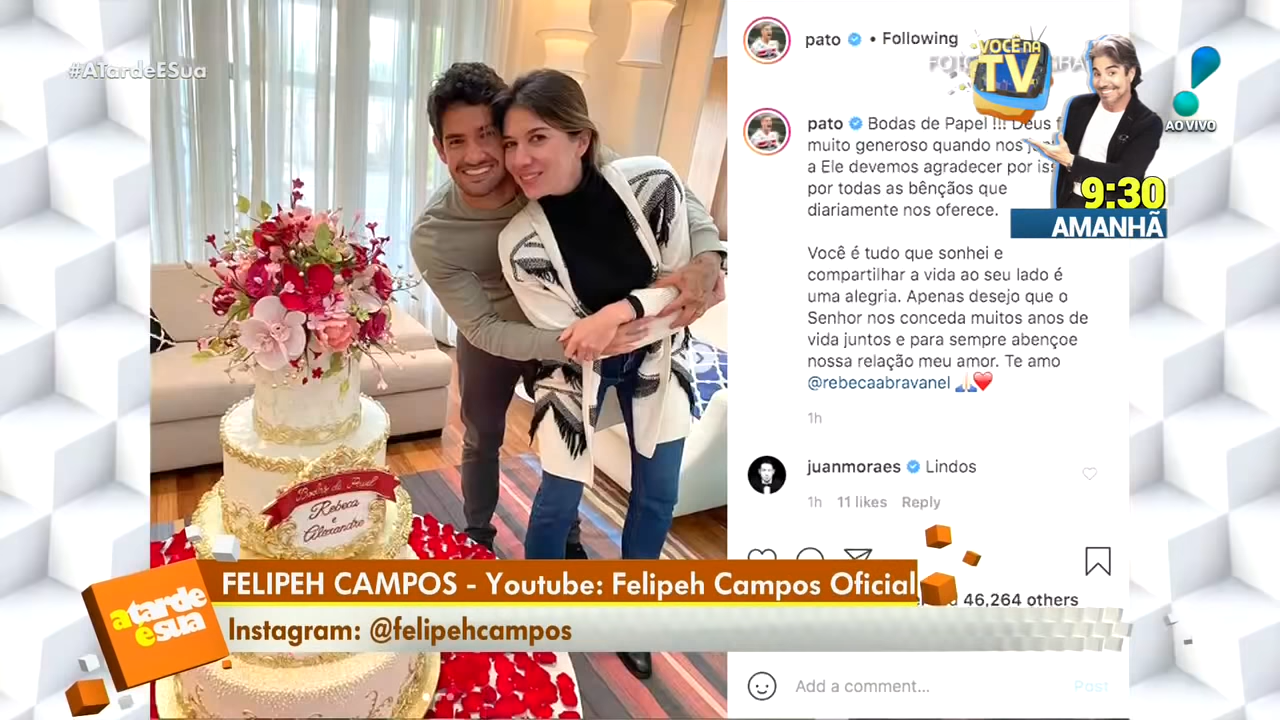 #ATardeESua
pato • Following
VOCÊ NA
TV
AO VIVO
9:30
AMANHÃ
pato Bodas de Papel !!! Deus
muito generoso quando nos
a Ele devemos agradecer por
por todas as bênçãos que
diariamente nos oferece.
Você é tudo que sonhei e
compartilhar a vida ao seu lado é
uma alegria. Apenas desejo que o
Senhor nos conceda muitos anos de
vida juntos e para sempre abençoe
nossa relação meu amor. Te amo
@rebecaabravanel 🙏🏻❤️
1h
juanmoraes Lindos
1h 11 likes Reply
46,264 others
Add a comment... Post
Bodas de Papel
Rebeca
e
Alexandre
a tarde
é sua
FELIPEH CAMPOS - Youtube: Felipeh Campos Oficial
Instagram: @felipehcampos